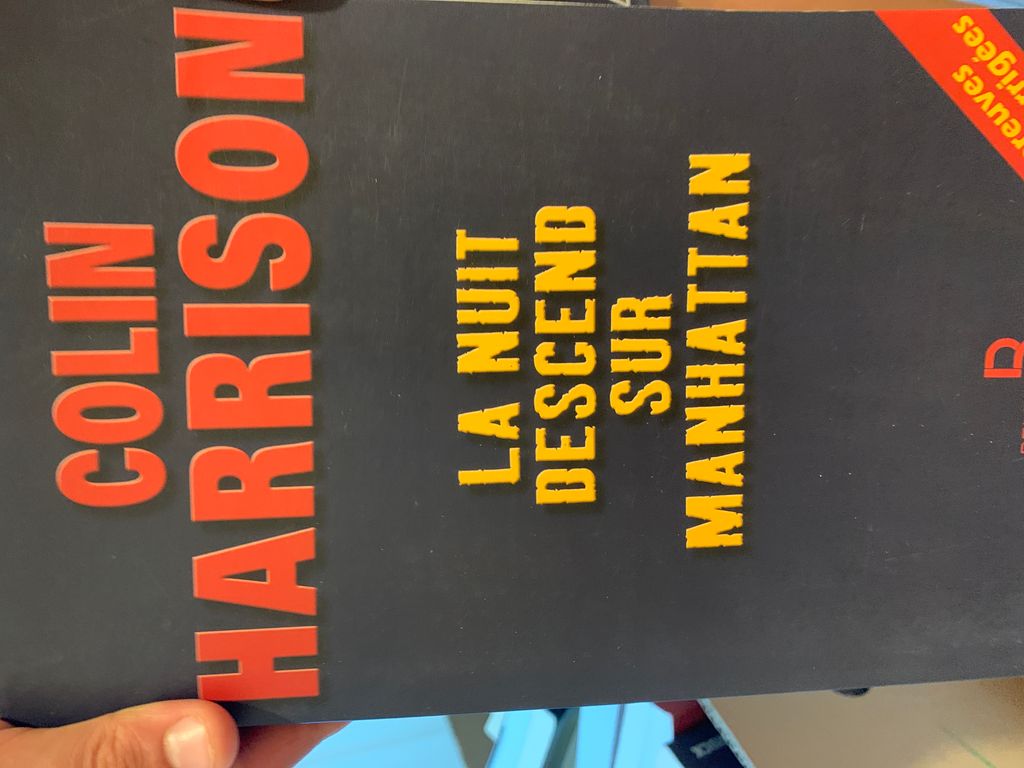 COLIN
HARRISON
LA NUIT
DESCEND
SUR
MANHATTAN